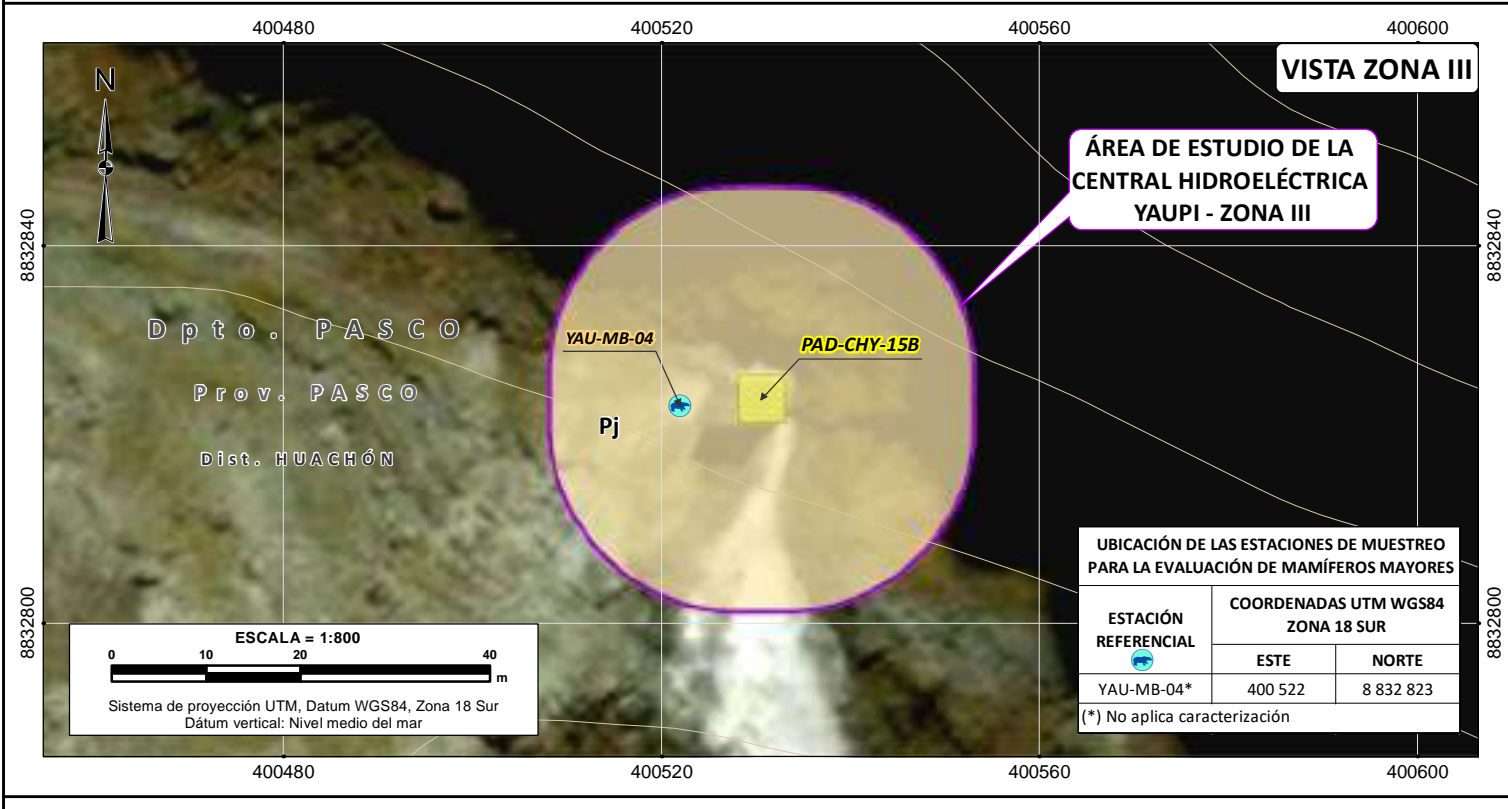 400480 400520 400560 400600
VISTA ZONA III
N
ÁREA DE ESTUDIO DE LA
CENTRAL HIDROELÉCTRICA
YAUPI - ZONA III
8832840
8832840
Dpto. PASCO
YAU-MB-04
PAD-CHY-15B
Prov. PASCO
Pj
Dist. HUACHÓN
8832800
8832800
ESCALA = 1:800
0 10 20 40
m
Sistema de proyección UTM, Datum WGS84, Zona 18 Sur
Dátum vertical: Nivel medio del mar
UBICACIÓN DE LAS ESTACIONES DE MUESTREO
PARA LA EVALUACIÓN DE MAMÍFEROS MAYORES
ESTACIÓN
REFERENCIAL
COORDENADAS UTM WGS84
ZONA 18 SUR
ESTE NORTE
YAU-MB-04* 400 522 8 832 823
(*) No aplica caracterización
400480 400520 400560 400600